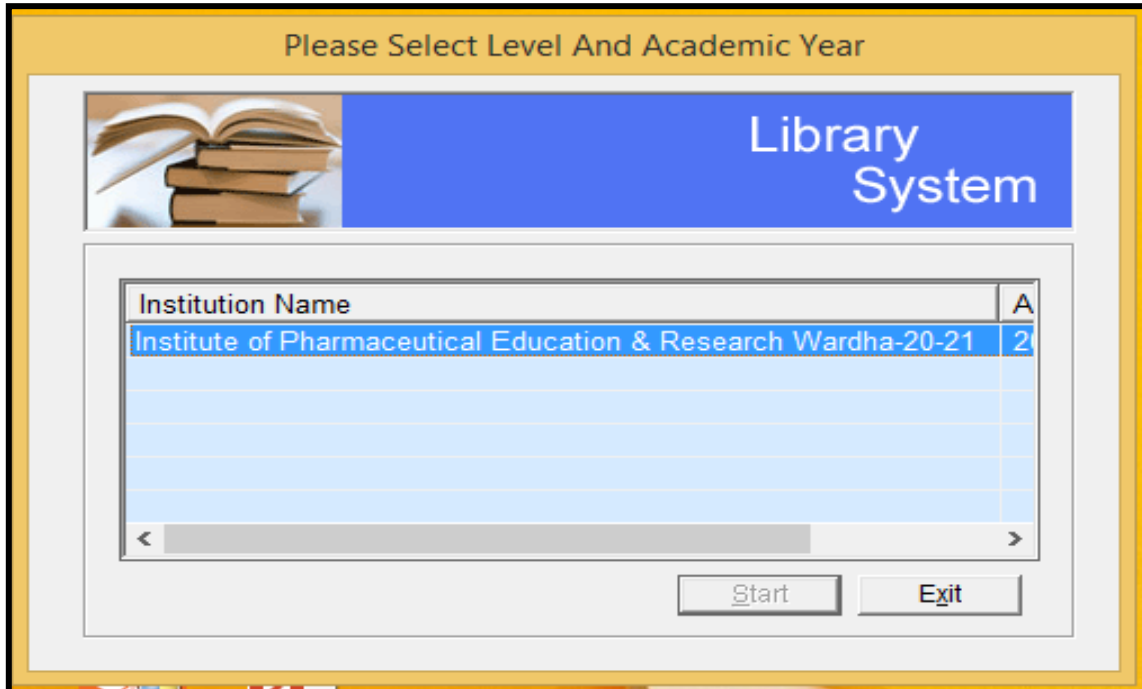 Please Select Level And Academic Year
Library
System
Institution Name
A
Institute of Pharmaceutical Education & Research Wardha-20-21
Start
Exit